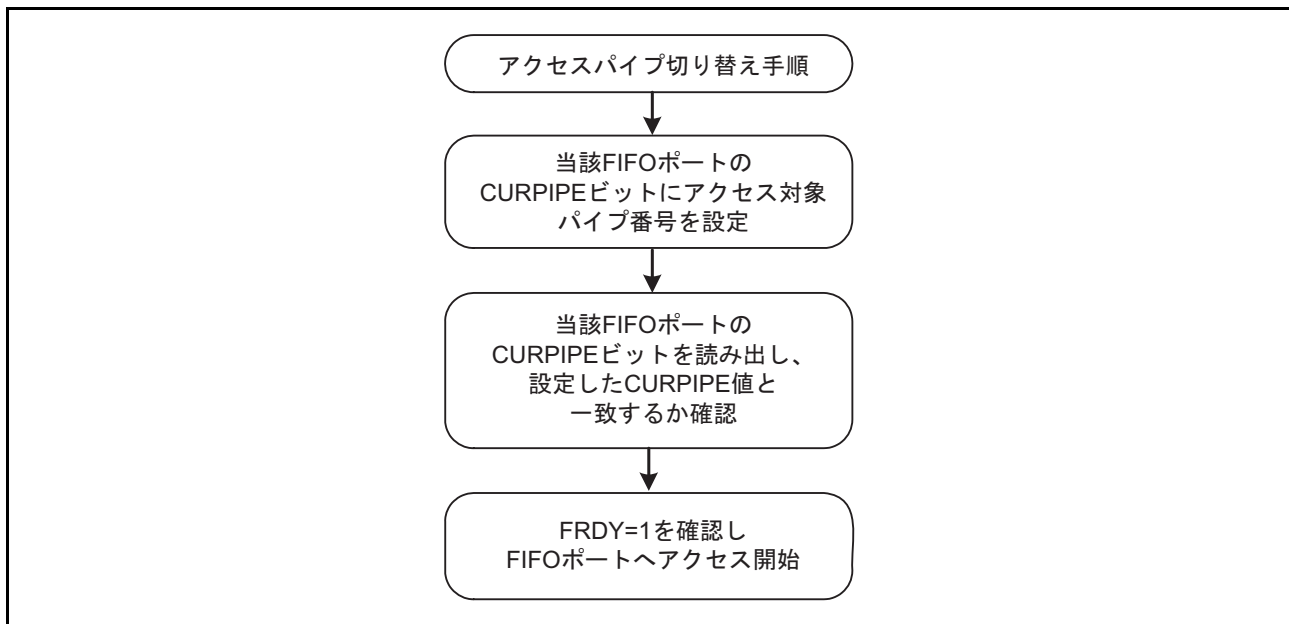 アクセスパイプ切り替え手順
当該FIFOポートの
CURPIPEビットにアクセス対象
パイプ番号を設定
当該FIFOポートの
CURPIPEビットを読み出し、
設定したCURPIPE値と
一致するか確認
FRDY=1を確認し
FIFOポートへアクセス開始